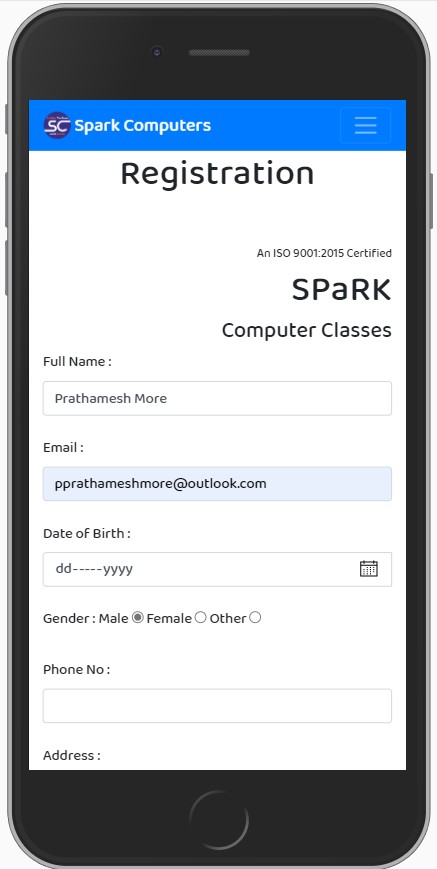 SC Spark Computers
Registration
An ISO 9001:2015 Certified
SPaRK
Computer Classes
Full Name :
Prathamesh More
Email :
pprathameshmore@outlook.com
Date of Birth :
dd-----yyyy
Gender : Male Female Other
Phone No :
Address :